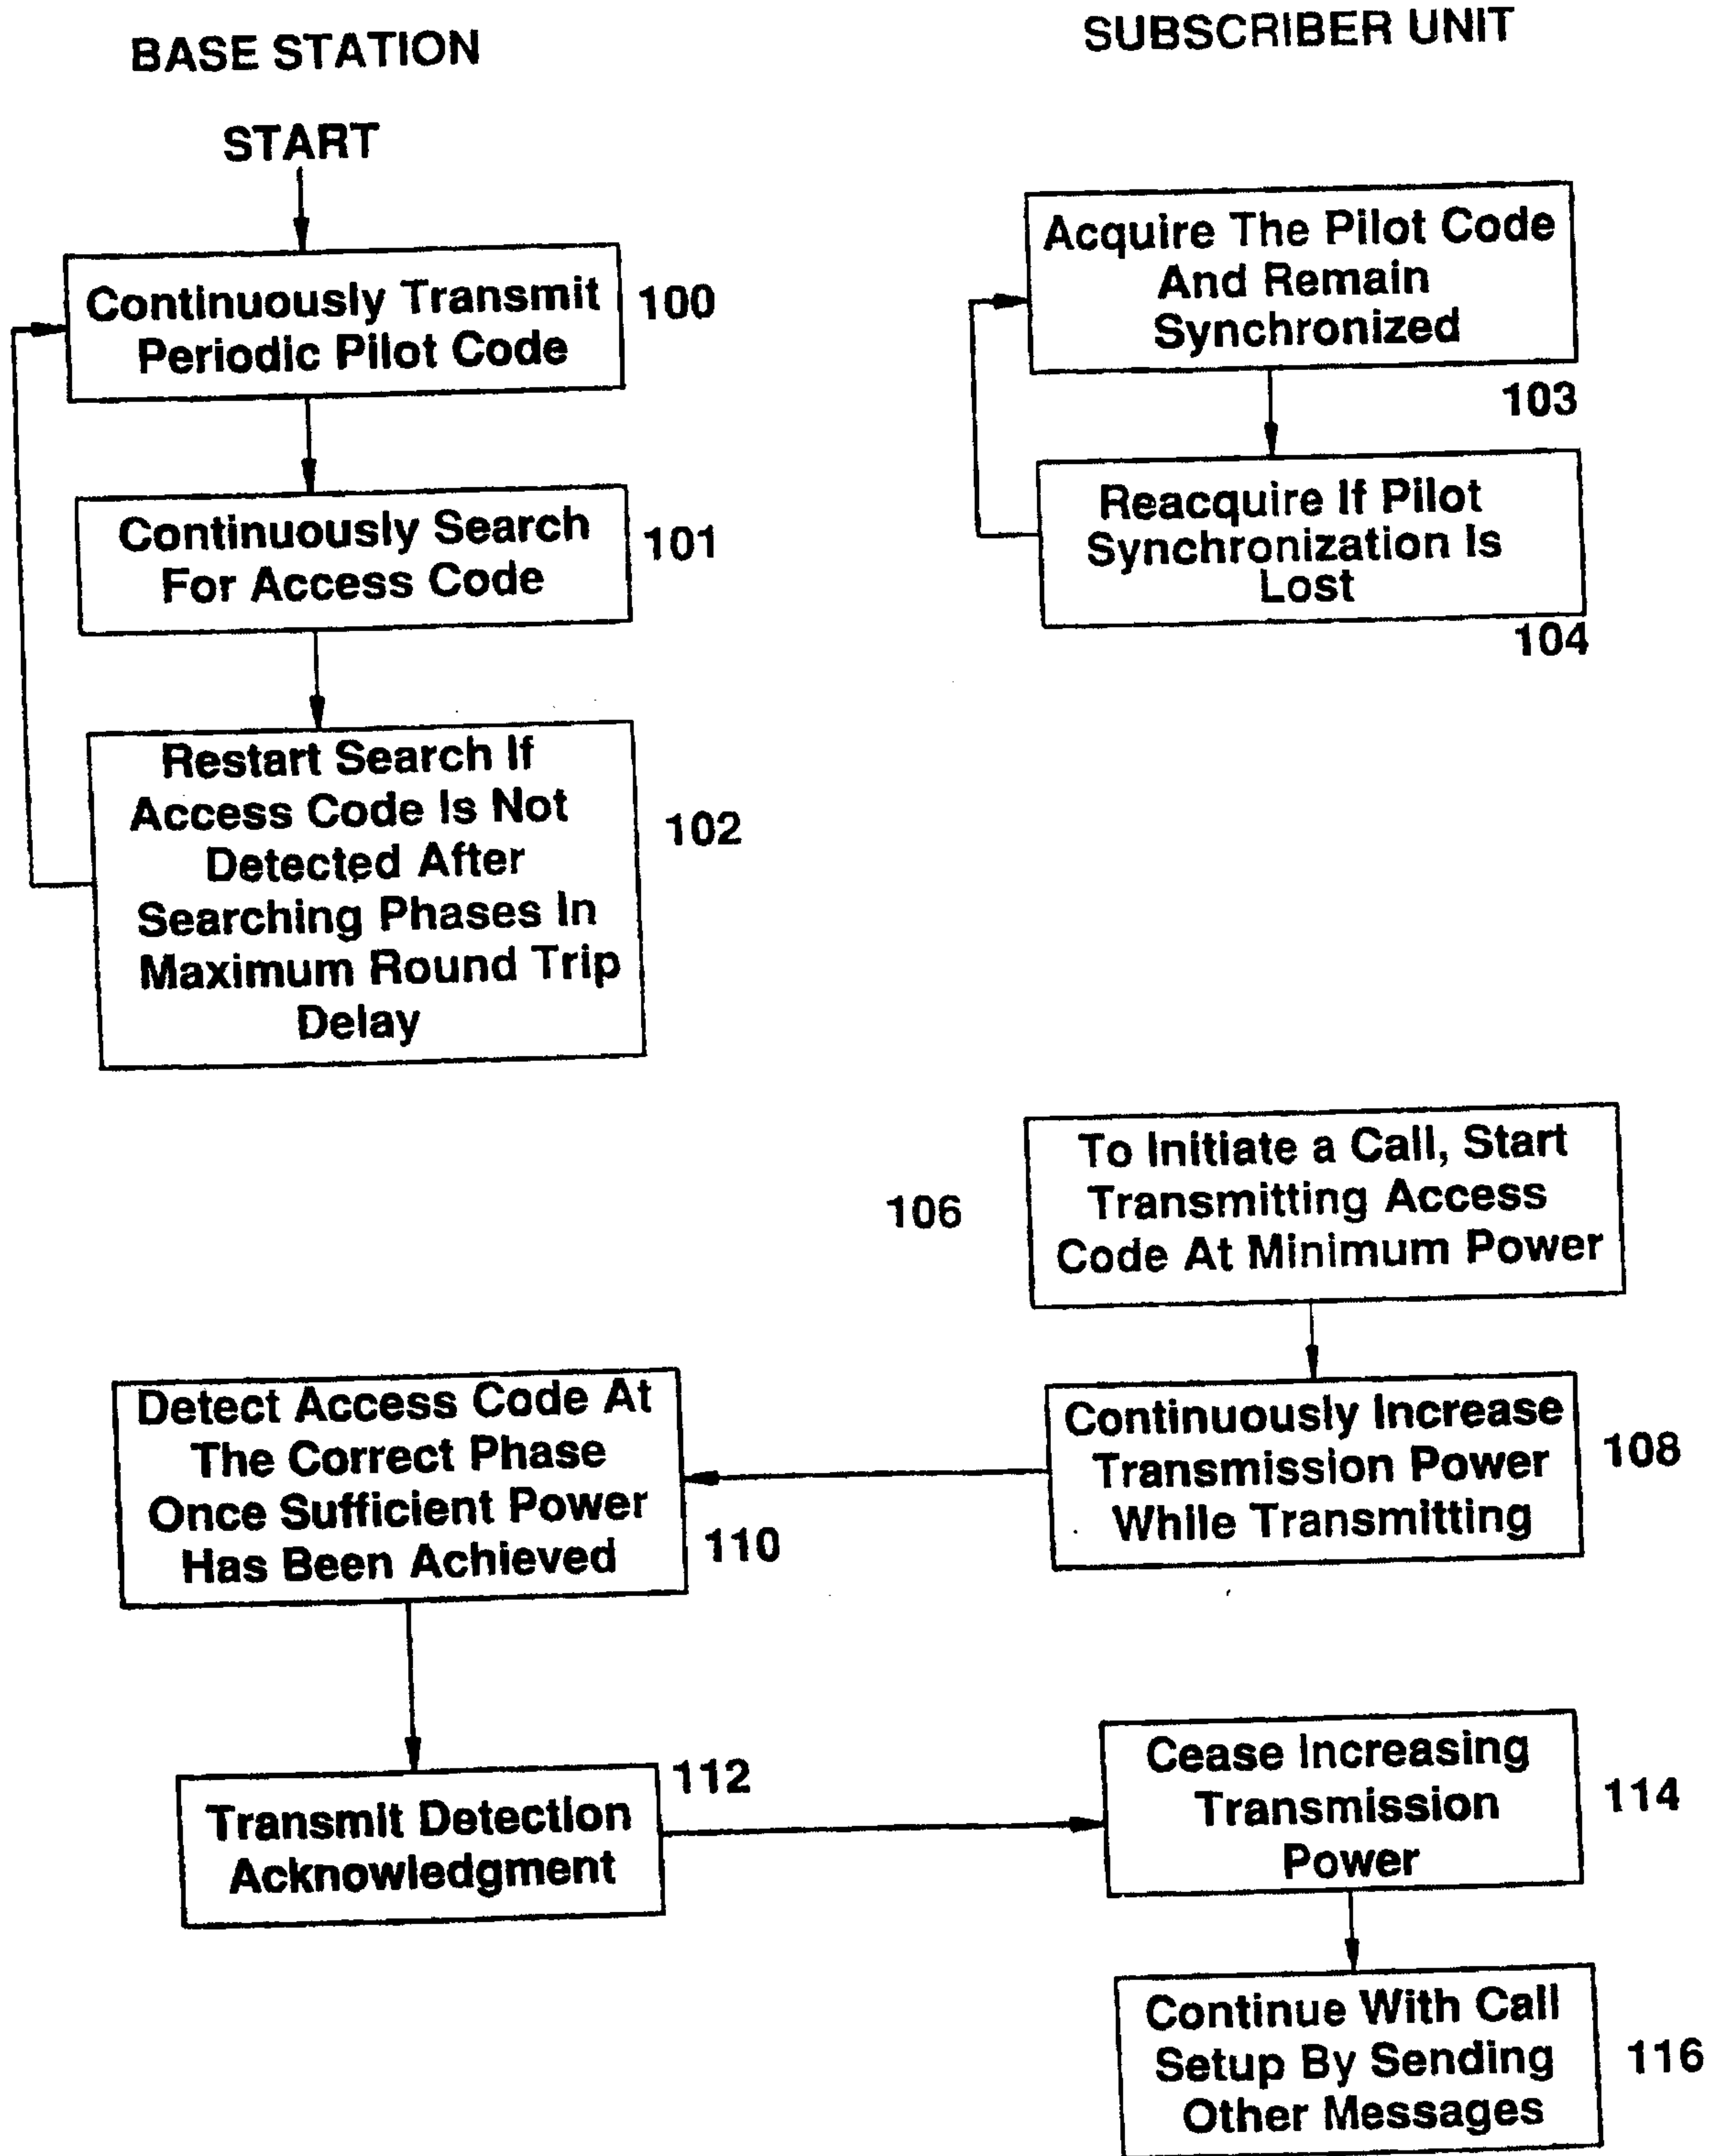 BASE STATION
SUBSCRIBER UNIT
START
Continuously Transmit
Periodic Pilot Code
100
Continuously Search
For Access Code
101
Restart Search If
Access Code Is Not
Detected After
Searching Phases In
Maximum Round Trip
Delay
102
Acquire The Pilot Code
And Remain
Synchronized
103
Reacquire If Pilot
Synchronization Is
Lost
104
106
To Initiate a Call, Start
Transmitting Access
Code At Minimum Power
Continuously Increase
Transmission Power
While Transmitting
108
Detect Access Code At
The Correct Phase
Once Sufficient Power
Has Been Achieved
110
112
Transmit Detection
Acknowledgment
Cease Increasing
Transmission
Power
114
Continue With Call
Setup By Sending
Other Messages
116